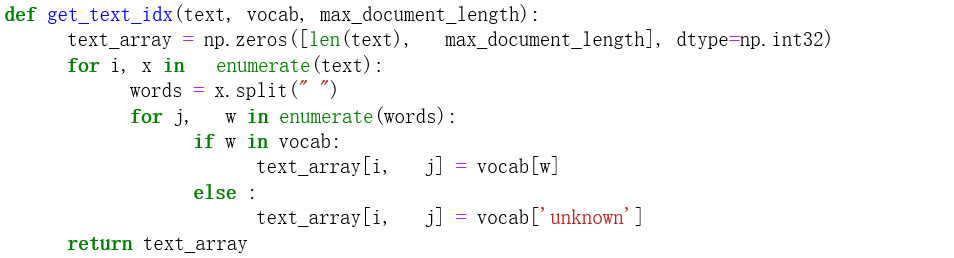 def get_text_idx(text, vocab, max_document_length):
    text_array = np.zeros([len(text), max_document_length], dtype=np.int32)
    for i, x in enumerate(text):
        words = x.split(" ")
        for j, w in enumerate(words):
            if w in vocab:
                text_array[i, j] = vocab[w]
            else :
                text_array[i, j] = vocab['unknown']
    return text_array